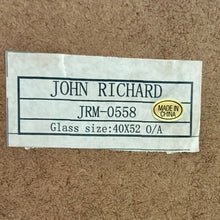 JOHN RICHARD
JRM-0558
MADE IN
CHINA
Glass size:40X52 O/A